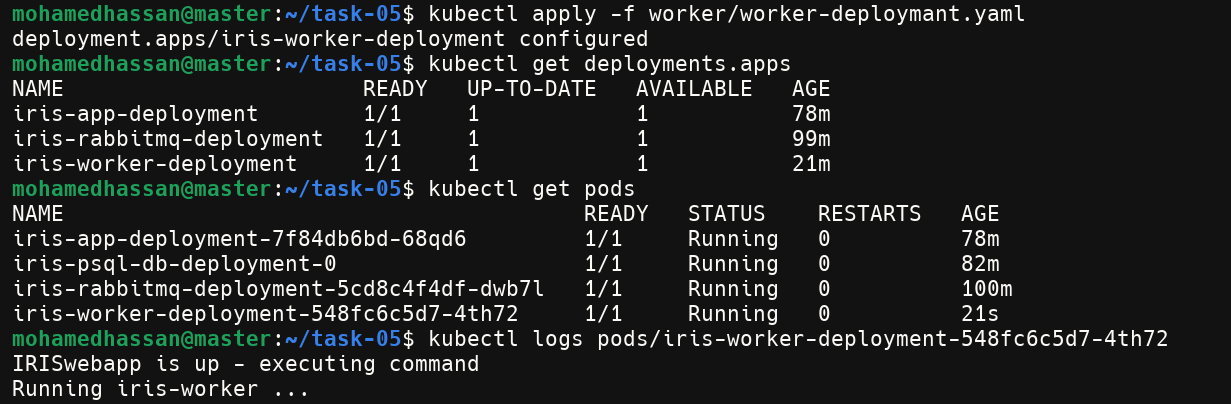 mohamedhassan@master:~/task-05$ kubectl apply -f worker/worker-deploymant.yaml
deployment.apps/iris-worker-deployment configured
mohamedhassan@master:~/task-05$ kubectl get deployments.apps
NAME                       READY   UP-TO-DATE   AVAILABLE   AGE
iris-app-deployment        1/1     1            1           78m
iris-rabbitmq-deployment   1/1     1            1           99m
iris-worker-deployment     1/1     1            1           21m
mohamedhassan@master:~/task-05$ kubectl get pods
NAME                                        READY   STATUS    RESTARTS   AGE
iris-app-deployment-7f84db6bd-68qd6         1/1     Running   0          78m
iris-psql-db-deployment-0                   1/1     Running   0          82m
iris-rabbitmq-deployment-5cd8c4f4df-dwb7l   1/1     Running   0          100m
iris-worker-deployment-548fc6c5d7-4th72     1/1     Running   0          21s
mohamedhassan@master:~/task-05$ kubectl logs pods/iris-worker-deployment-548fc6c5d7-4th72
IRISwebapp is up - executing command
Running iris-worker ...